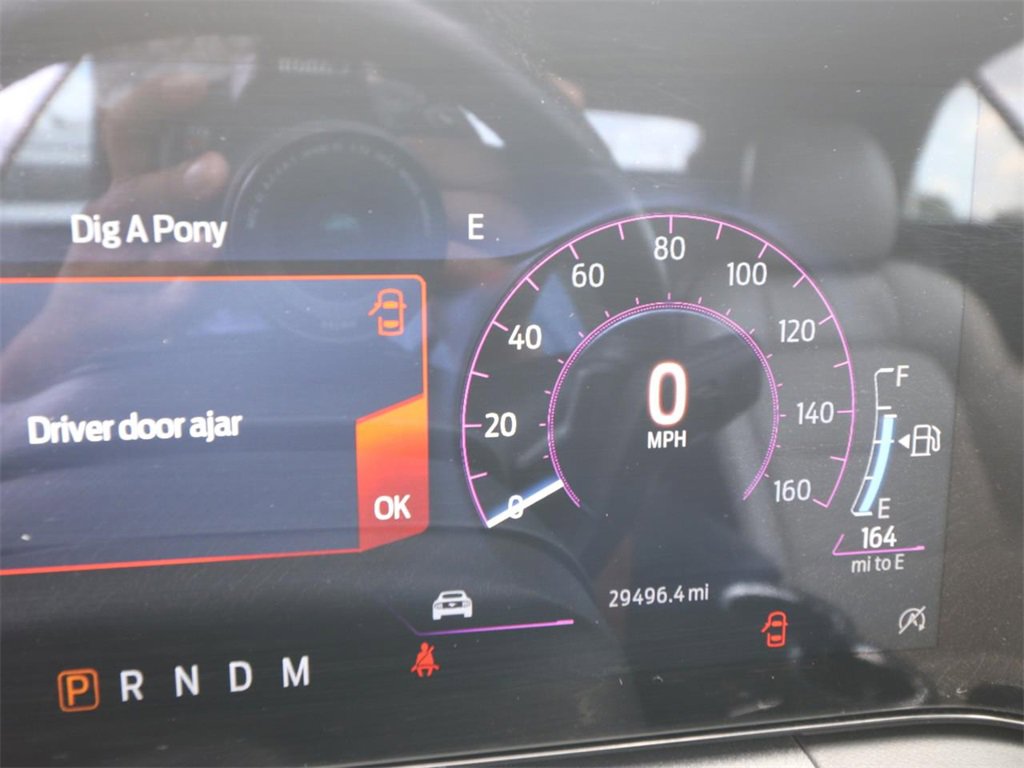 Dig A Pony
E
Driver door ajar
OK
0
20
40
60
80
100
120
140
160
0
MPH
F
E
164
mi to E
29496.4 mi
P R N D M